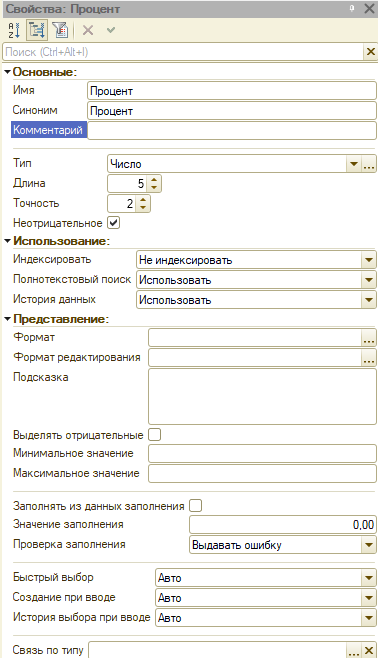 Свойства: Процент
Поиск (Ctrl+Alt+I)
Основные:
Имя Процент
Синоним Процент
Комментарий
Тип Число
Длина 5
Точность 2
Неотрицательное
Использование:
Индексировать Не индексировать
Полнотекстовый поиск Использовать
История данных Использовать
Представление:
Формат
Формат редактирования
Подсказка
Выделять отрицательные
Минимальное значение
Максимальное значение
Заполнять из данных заполнения
Значение заполнения 0,00
Проверка заполнения Выдавать ошибку
Быстрый выбор Авто
Создание при вводе Авто
История выбора при вводе Авто
Связь по типу